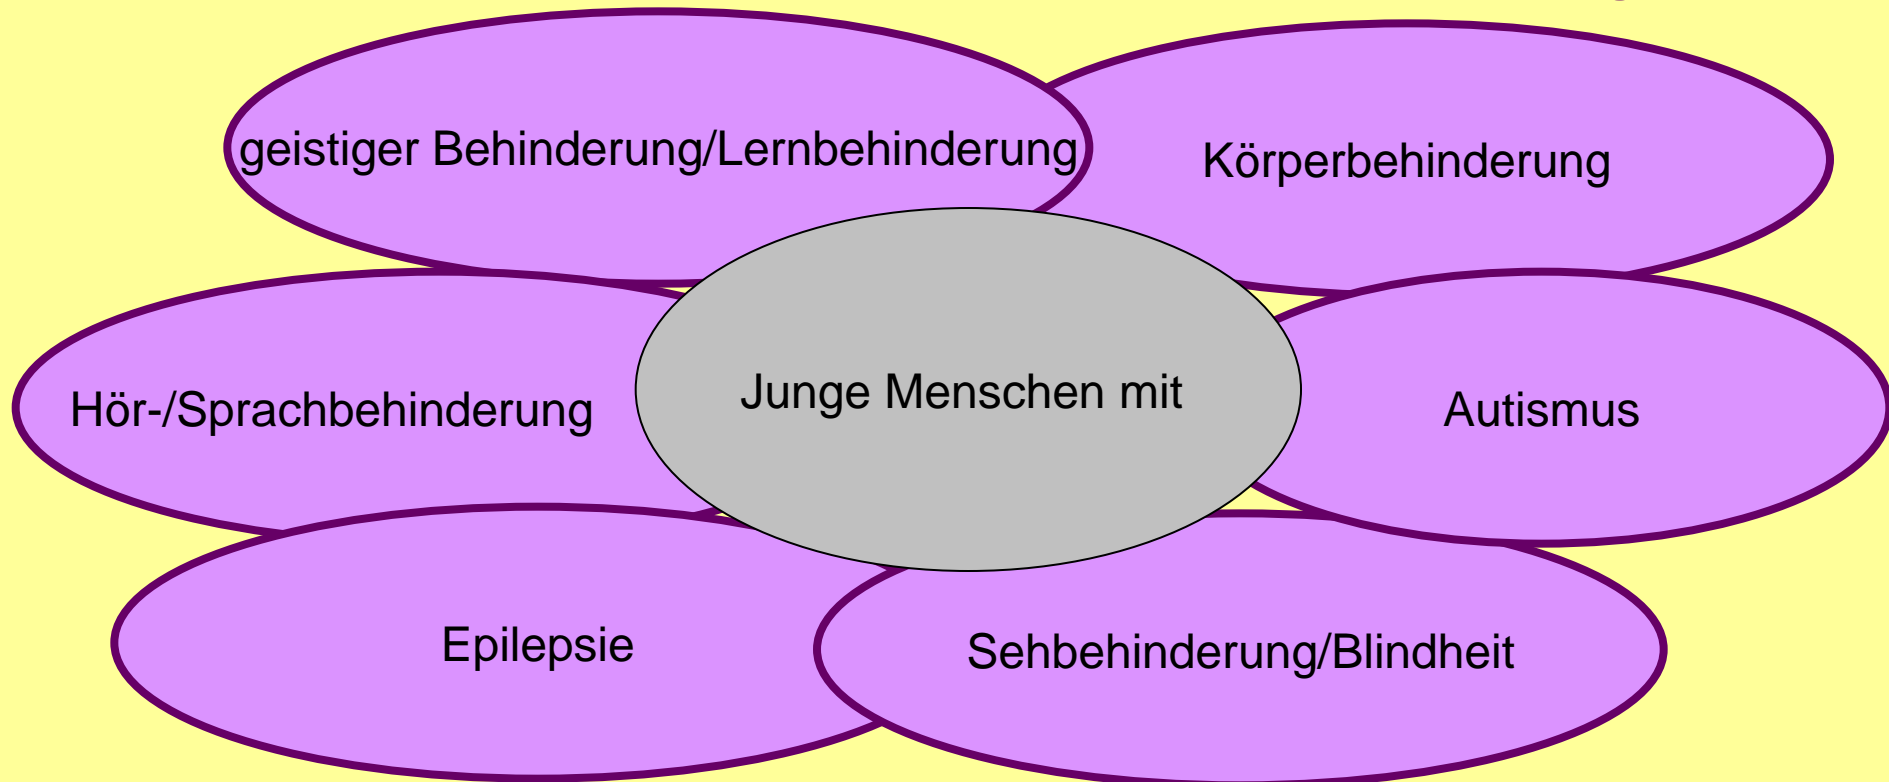 geistiger Behinderung/Lernbehinderung
Körperbehinderung
Junge Menschen mit
Hör-/Sprachbehinderung
Autismus
Epilepsie
Sehbehinderung/Blindheit